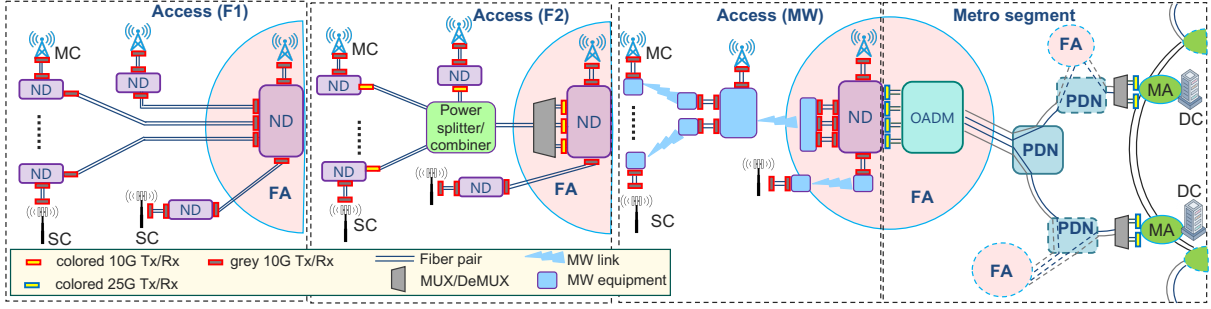 Access (F1)
MC
ND
ND
ND
ND
ND
FA
SC
SC
Access (F2)
MC
ND
ND
Power
splitter/
combiner
ND
ND
ND
FA
SC
SC
Access (MW)
MC
ND
SC
SC
FA
Metro segment
OADM
FA
PDN
PDN
PDN
FA
MA
DC
DC
MA
colored 10G Tx/Rx
grey 10G Tx/Rx
Fiber pair
MW link
colored 25G Tx/Rx
MUX/DeMUX
MW equipment